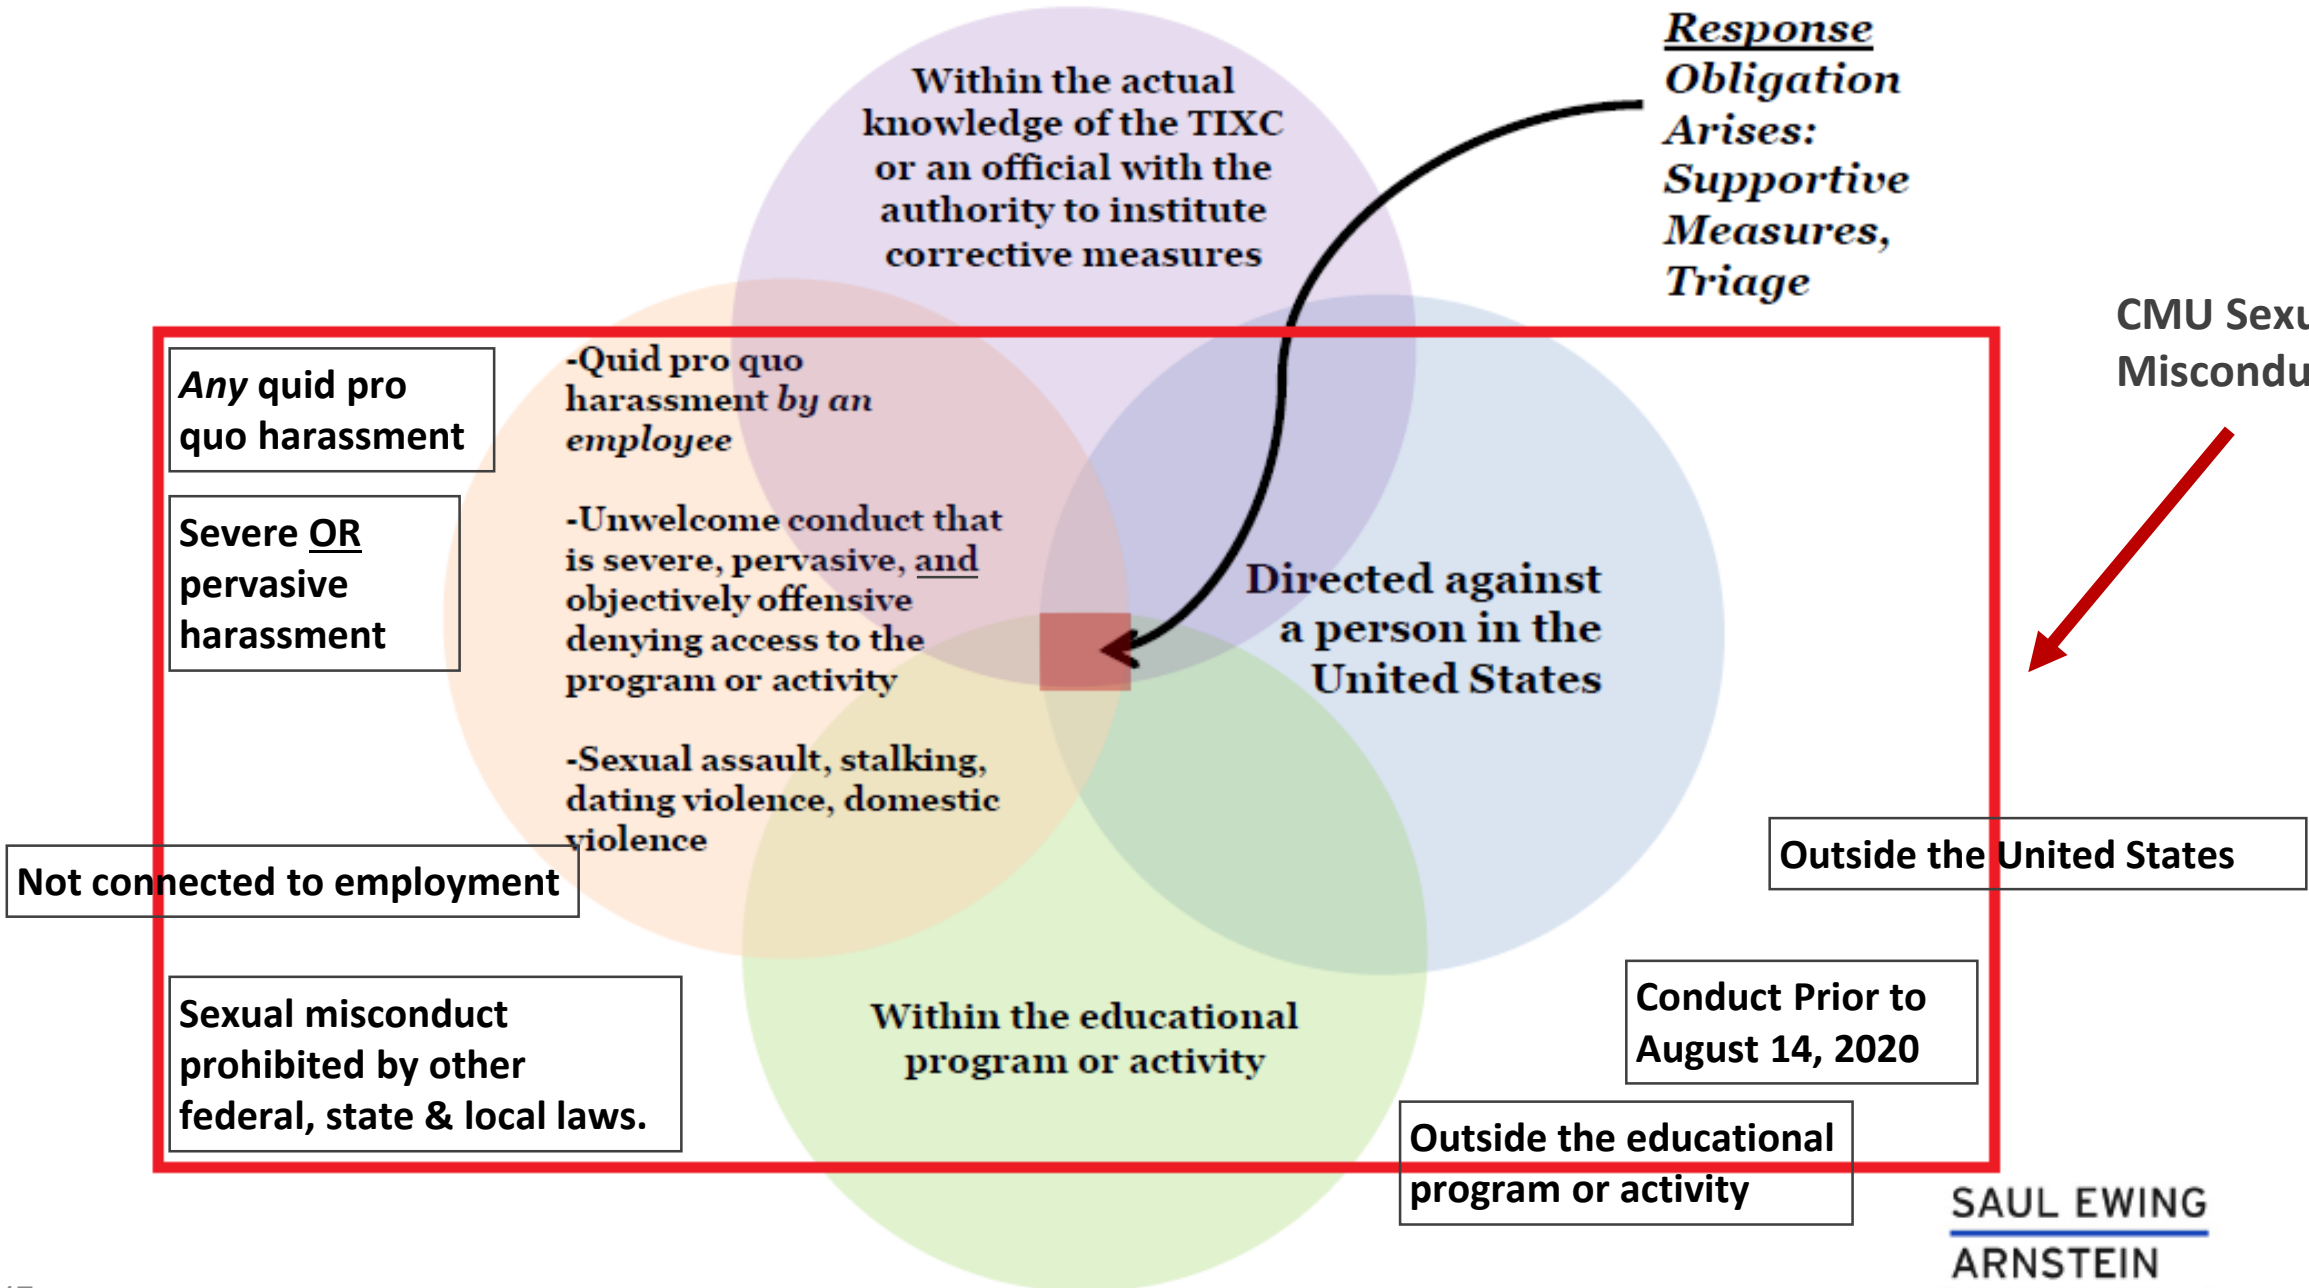 Within the actual
knowledge of the TIXC
or an official with the
authority to institute
corrective measures
Response
Obligation
Arises:
Supportive
Measures,
Triage
CMU
Any quid pro
quo harassment
-Quid pro quo
harassment by an
employee
Severe OR
pervasive
harassment
-Unwelcome conduct that
is severe, pervasive, and
objectively offensive
denying access to the
program or activity
Directed against
a person in the
United States
-Sexual assault, stalking,
dating violence, domestic
violence
Not connected to employment
Outside the United States
Sexual misconduct
prohibited by other
federal, state & local laws.
Within the educational
program or activity
Conduct Prior to
August 14, 2020
Outside the educational
program or activity
SAUL EWING
ARNSTEIN